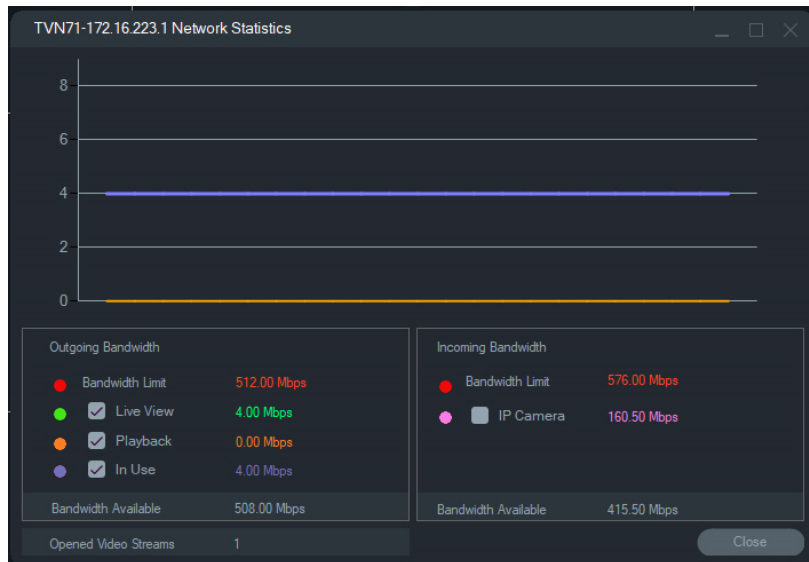 TVN71-172.16.223.1 Network Statistics
8
6
4
2
0
Outgoing Bandwidth
Bandwidth Limit 512.00 Mbps
Live View 4.00 Mbps
Playback 0.00 Mbps
In Use 4.00 Mbps
Bandwidth Available 508.00 Mbps
Opened Video Streams 1
Incoming Bandwidth
Bandwidth Limit 576.00 Mbps
IP Camera 160.50 Mbps
Bandwidth Available 415.50 Mbps
Close